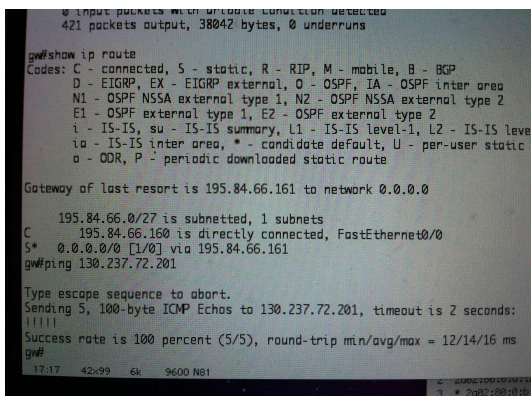 0 input packets with dribble condition detected
421 packets output, 38042 bytes, 0 underruns
gw#show ip route
Codes: C - connected, S - static, R - RIP, M - mobile, B - BGP
D - EIGRP, EX - EIGRP external, O - OSPF, IA - OSPF inter area
N1 - OSPF NSSA external type 1, N2 - OSPF NSSA external type 2
E1 - OSPF external type 1, E2 - OSPF external type 2
i - IS-IS, su - IS-IS summary, L1 - IS-IS level-1, L2 - IS-IS leve
ia - IS-IS inter area, * - candidate default, U - per-user static
o - ODR, P - periodic downloaded static route
Gateway of last resort is 195.84.66.161 to network 0.0.0.0
195.84.66.0/27 is subnetted, 1 subnets
C 195.84.66.160 is directly connected, FastEthernet0/0
S* 0.0.0.0/0 [1/0] via 195.84.66.161
gw#ping 130.237.72.201
Type escape sequence to abort.
Sending 5, 100-byte ICMP Echos to 130.237.72.201, timeout is 2 seconds:
!!!!!
Success rate is 100 percent (5/5), round-trip min/avg/max = 12/14/16 ms
gw#
17:17 42x99 6k 9600 N81